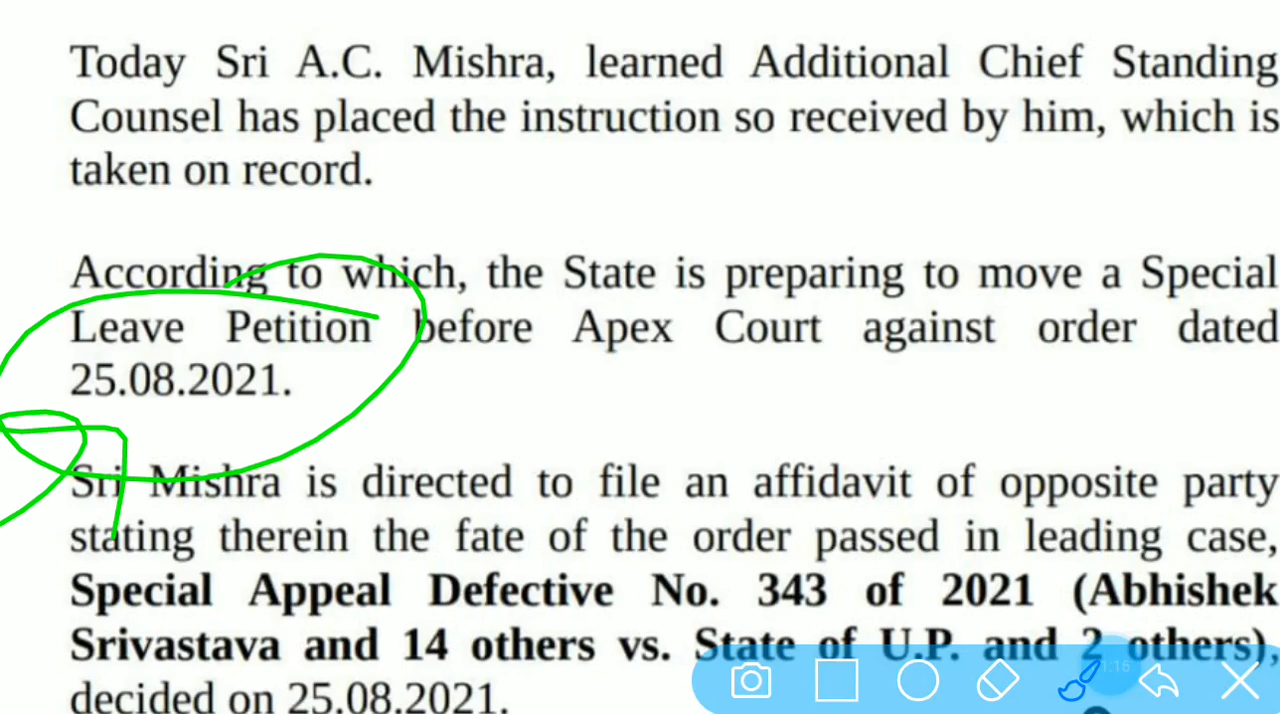 Today Sri A.C. Mishra, learned Additional Chief Standing
Counsel has placed the instruction so received by him, which is
taken on record.
According to which, the State is preparing to move a Special
Leave Petition before Apex Court against order dated
25.08.2021.
Sri Mishra is directed to file an affidavit of opposite party
stating therein the fate of the order passed in leading case,
Special Appeal Defective No. 343 of 2021 (Abhishek
Srivastava and 14 others vs. State of U.P. and 2 others),
decided on 25.08.2021.
1:15